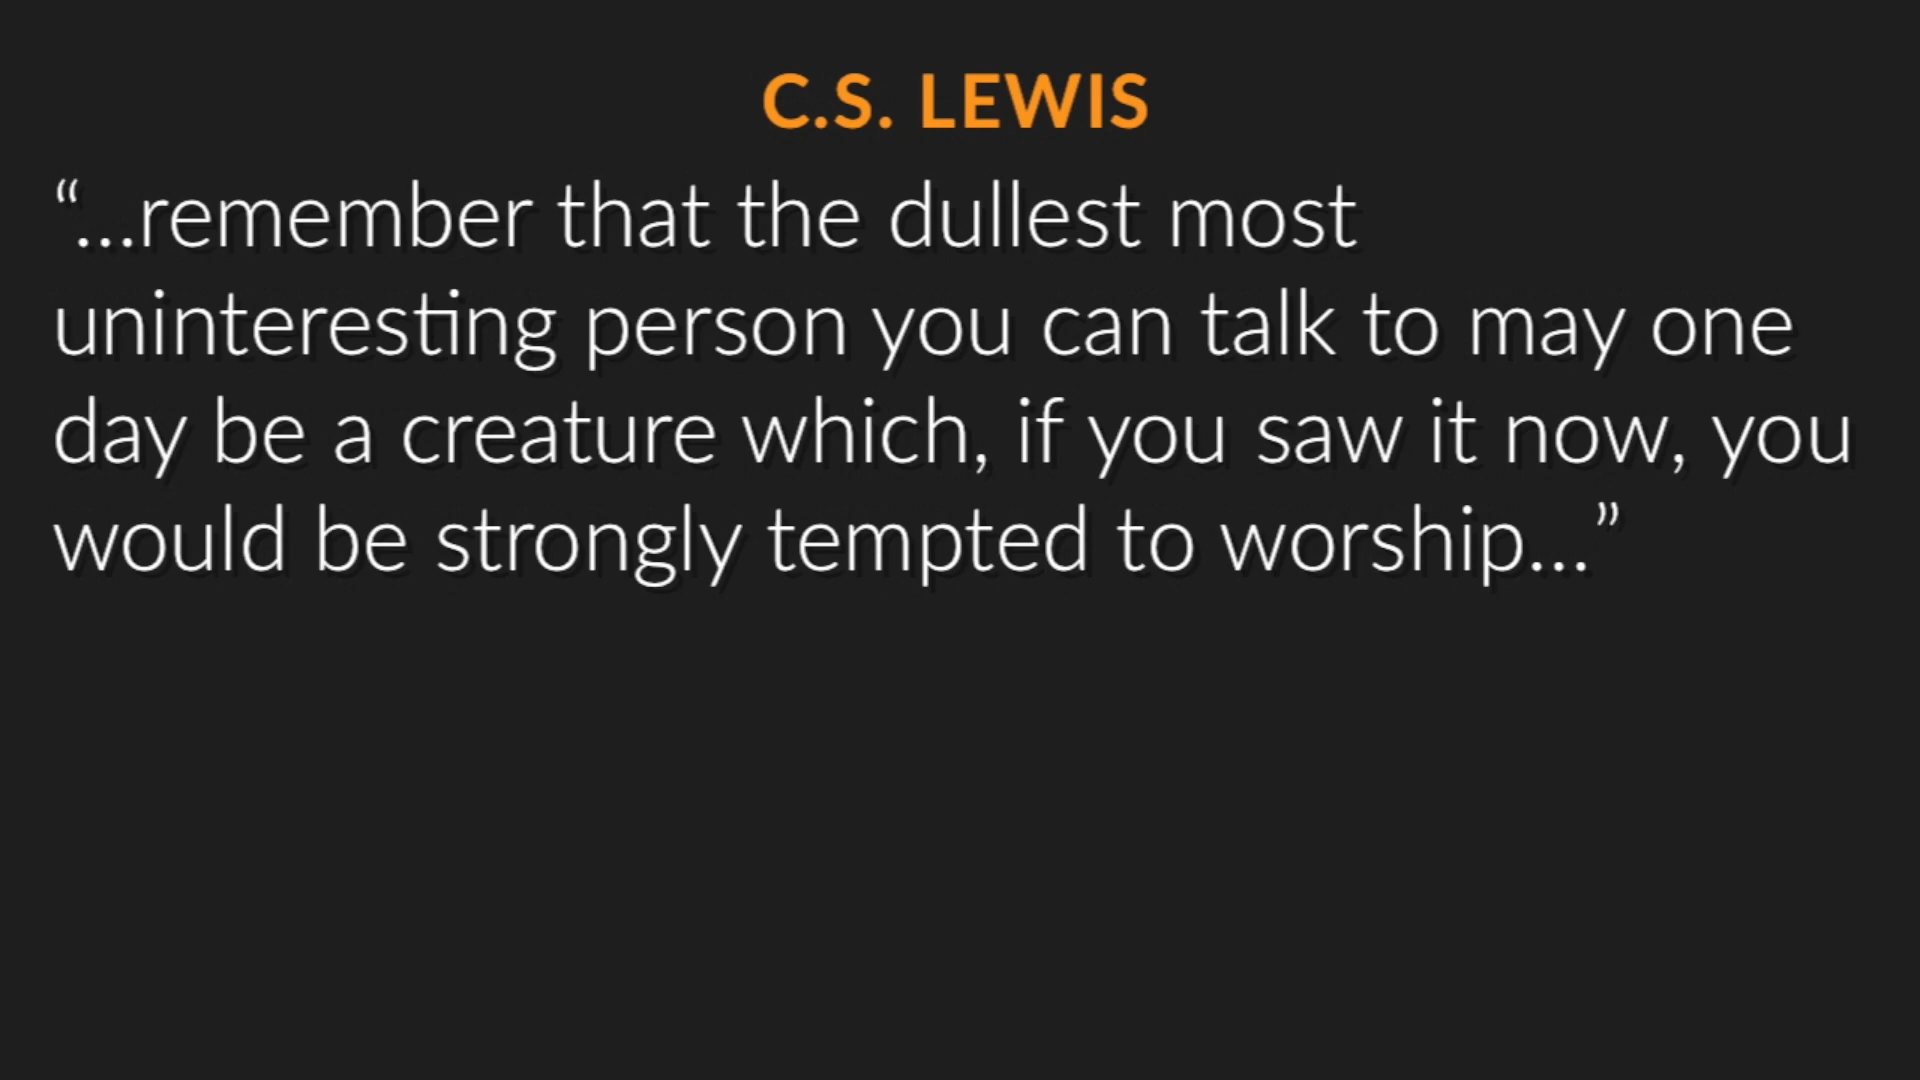 C.S. LEWIS
“...remember that the dullest most
uninteresting person you can talk to may one
day be a creature which, if you saw it now, you
would be strongly tempted to worship...”